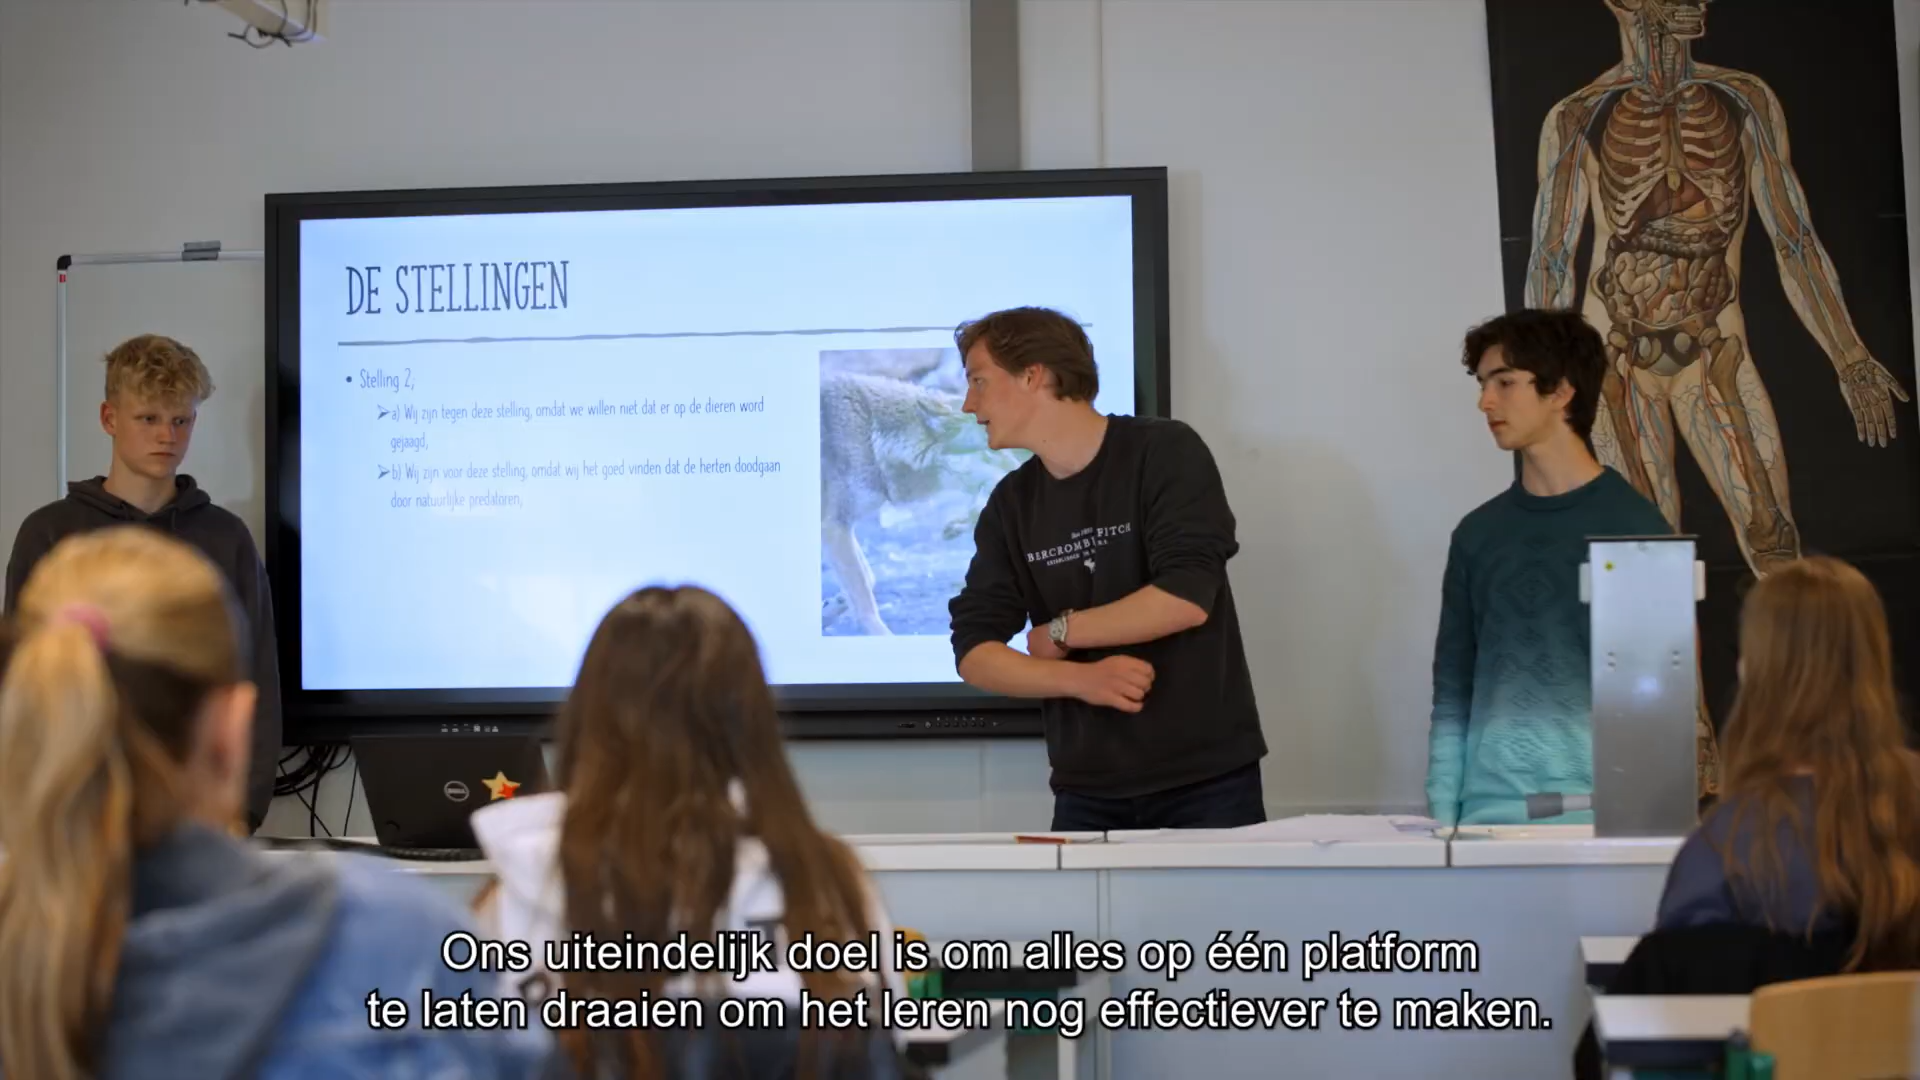 DE STELLINGEN
• Stelling 2;
➢a) Wij zijn tegen deze stelling, omdat we willen niet dat er op de dieren word
gejaagd,
➢b) Wij zijn voor deze stelling, omdat wij het goed vinden dat de herten doodgaan
door natuurlijke predatoren,
BERCROMBI FITCH
DELL
Ons uiteindelijk doel is om alles op één platform
te laten draaien om het leren nog effectiever te maken.